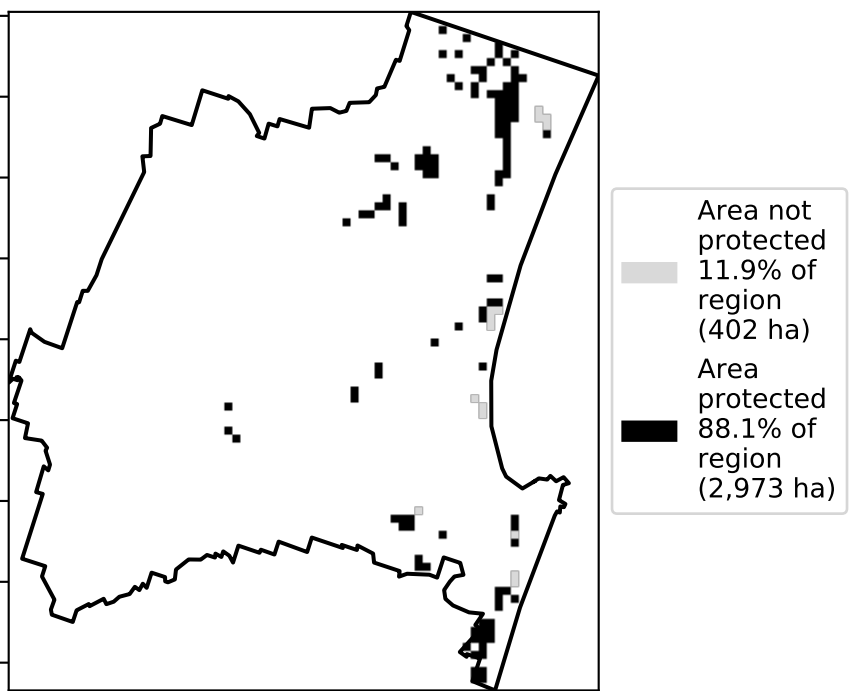 Area not
protected
11.9% of
region
(402 ha)
Area
protected
88.1% of
region
(2,973 ha)